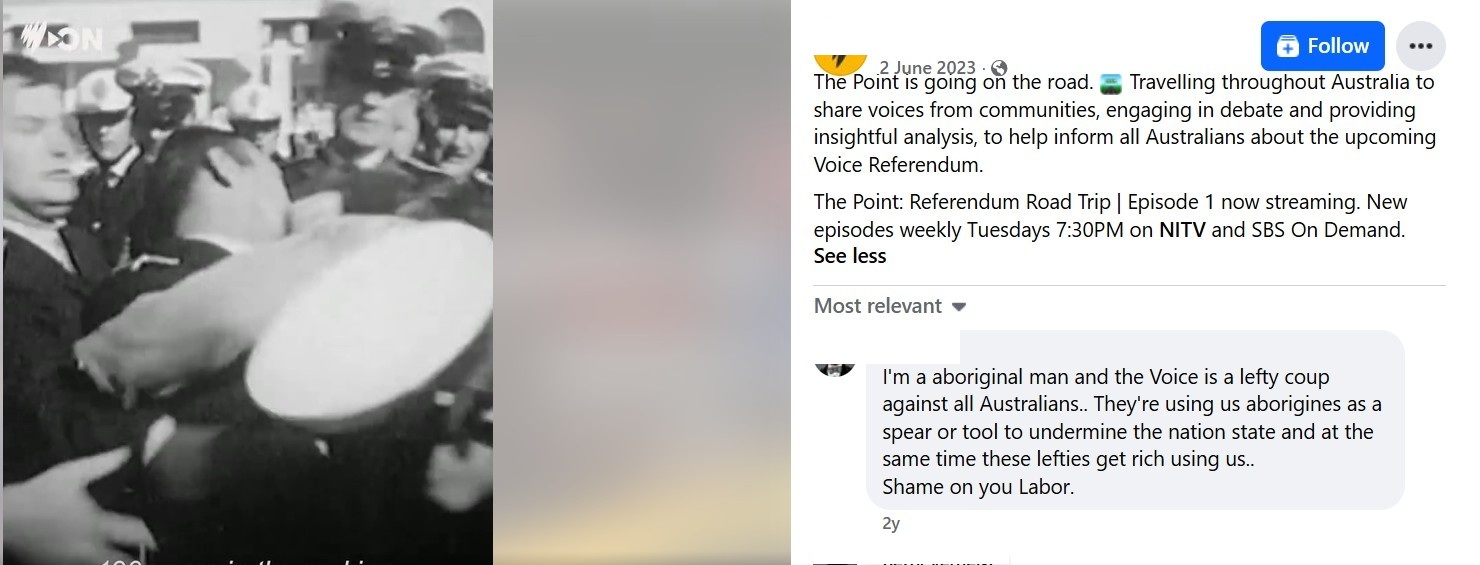 ON
Follow
2 June 2023 ·
The Point is going on the road. Travelling throughout Australia to
share voices from communities, engaging in debate and providing
insightful analysis, to help inform all Australians about the upcoming
Voice Referendum.
The Point: Referendum Road Trip | Episode 1 now streaming. New
episodes weekly Tuesdays 7:30PM on NITV and SBS On Demand.
See less
Most relevant
I'm a aboriginal man and the Voice is a lefty coup
against all Australians.. They're using us aborigines as a
spear or tool to undermine the nation state and at the
same time these lefties get rich using us..
Shame on you Labor.
2y